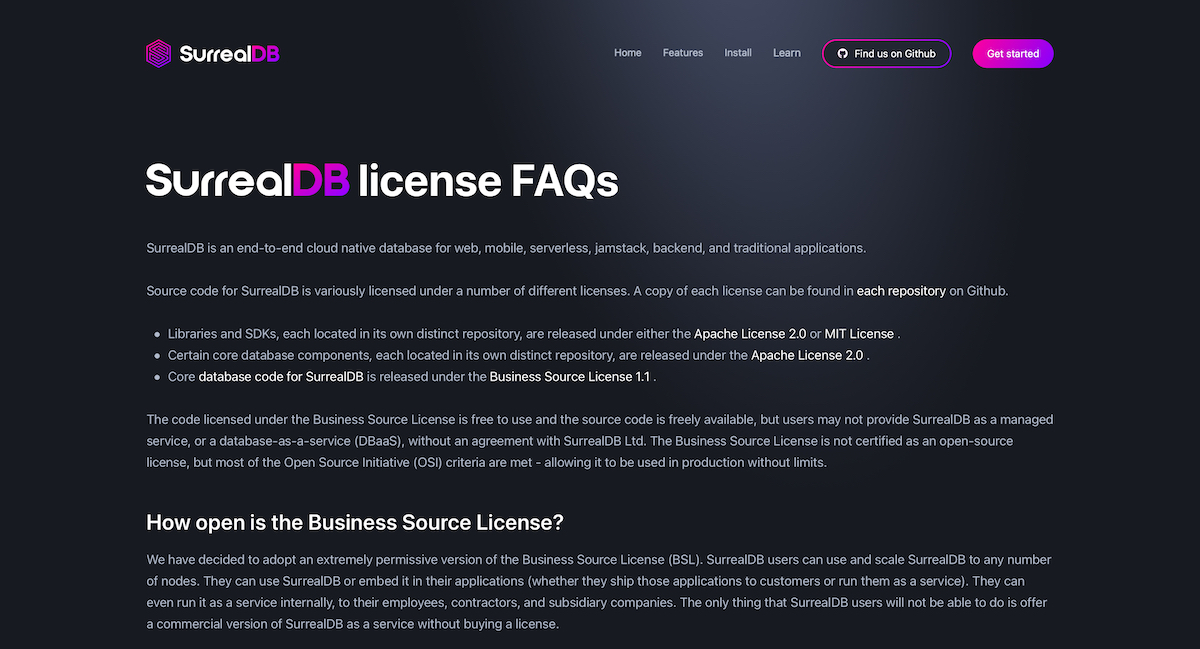 SurrealDB
Home Features Install Learn Find us on Github Get started
SurrealDB license FAQs
SurrealDB is an end-to-end cloud native database for web, mobile, serverless, jamstack, backend, and traditional applications.
Source code for SurrealDB is variously licensed under a number of different licenses. A copy of each license can be found in each repository on Github.
• Libraries and SDKs, each located in its own distinct repository, are released under either the Apache License 2.0 or MIT License .
• Certain core database components, each located in its own distinct repository, are released under the Apache License 2.0 .
• Core database code for SurrealDB is released under the Business Source License 1.1 .
The code licensed under the Business Source License is free to use and the source code is freely available, but users may not provide SurrealDB as a managed
service, or a database-as-a-service (DBaaS), without an agreement with SurrealDB Ltd. The Business Source License is not certified as an open-source
license, but most of the Open Source Initiative (OSI) criteria are met - allowing it to be used in production without limits.
How open is the Business Source License?
We have decided to adopt an extremely permissive version of the Business Source License (BSL). SurrealDB users can use and scale SurrealDB to any number
of nodes. They can use SurrealDB or embed it in their applications (whether they ship those applications to customers or run them as a service). They can
even run it as a service internally, to their employees, contractors, and subsidiary companies. The only thing that SurrealDB users will not be able to do is offer
a commercial version of SurrealDB as a service without buying a license.